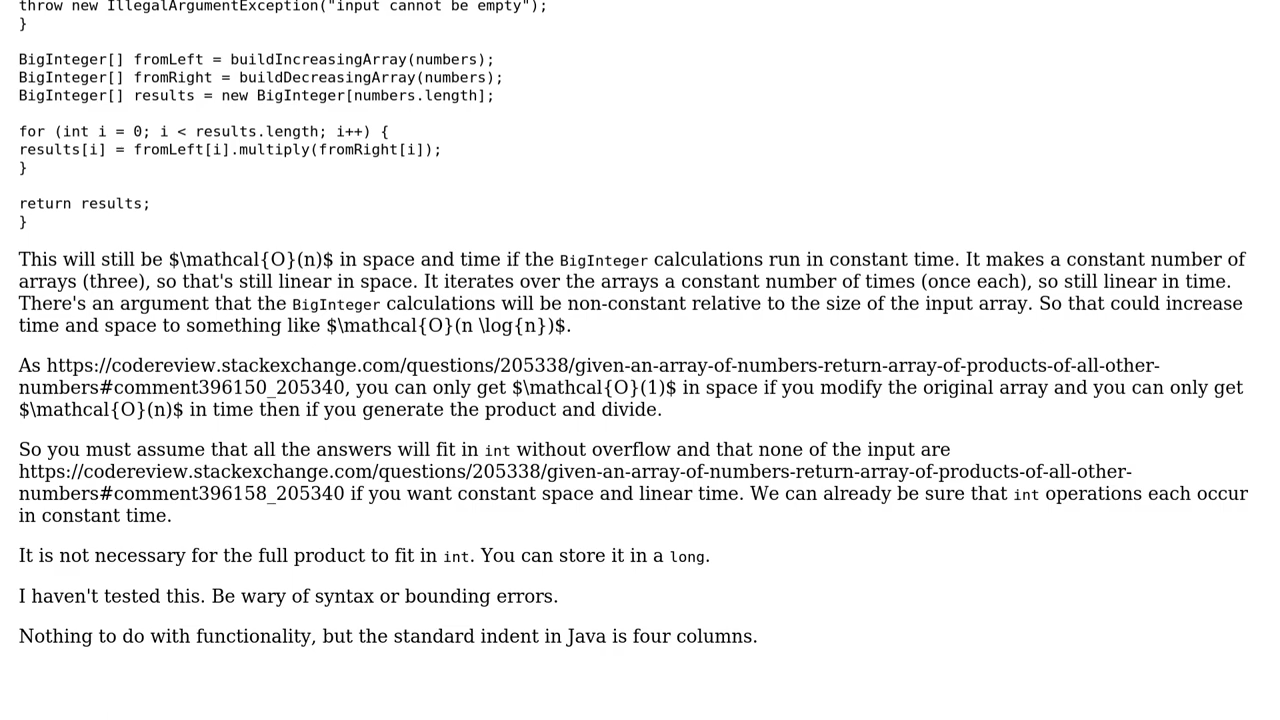 throw new IllegalArgumentException("input cannot be empty");
}
BigInteger[] fromLeft = buildIncreasingArray(numbers);
BigInteger[] fromRight = buildDecreasingArray(numbers);
BigInteger[] results = new BigInteger[numbers.length];
for (int i = 0; i < results.length; i++) {
results[i] = fromLeft[i].multiply(fromRight[i]);
}
return results;
}
This will still be $\mathcal{O}(n)$ in space and time if the BigInteger calculations run in constant time. It makes a constant number of
arrays (three), so that's still linear in space. It iterates over the arrays a constant number of times (once each), so still linear in time.
There's an argument that the BigInteger calculations will be non-constant relative to the size of the input array. So that could increase
time and space to something like $\mathcal{O}(n \log{n})$.
As https://codereview.stackexchange.com/questions/205338/given-an-array-of-numbers-return-array-of-products-of-all-other-
numbers#comment396150_205340, you can only get $\mathcal{O}(1)$ in space if you modify the original array and you can only get
$\mathcal{O}(n)$ in time then if you generate the product and divide.
So you must assume that all the answers will fit in int without overflow and that none of the input are
https://codereview.stackexchange.com/questions/205338/given-an-array-of-numbers-return-array-of-products-of-all-other-
numbers#comment396158_205340 if you want constant space and linear time. We can already be sure that int operations each occur
in constant time.
It is not necessary for the full product to fit in int. You can store it in a long.
I haven't tested this. Be wary of syntax or bounding errors.
Nothing to do with functionality, but the standard indent in Java is four columns.